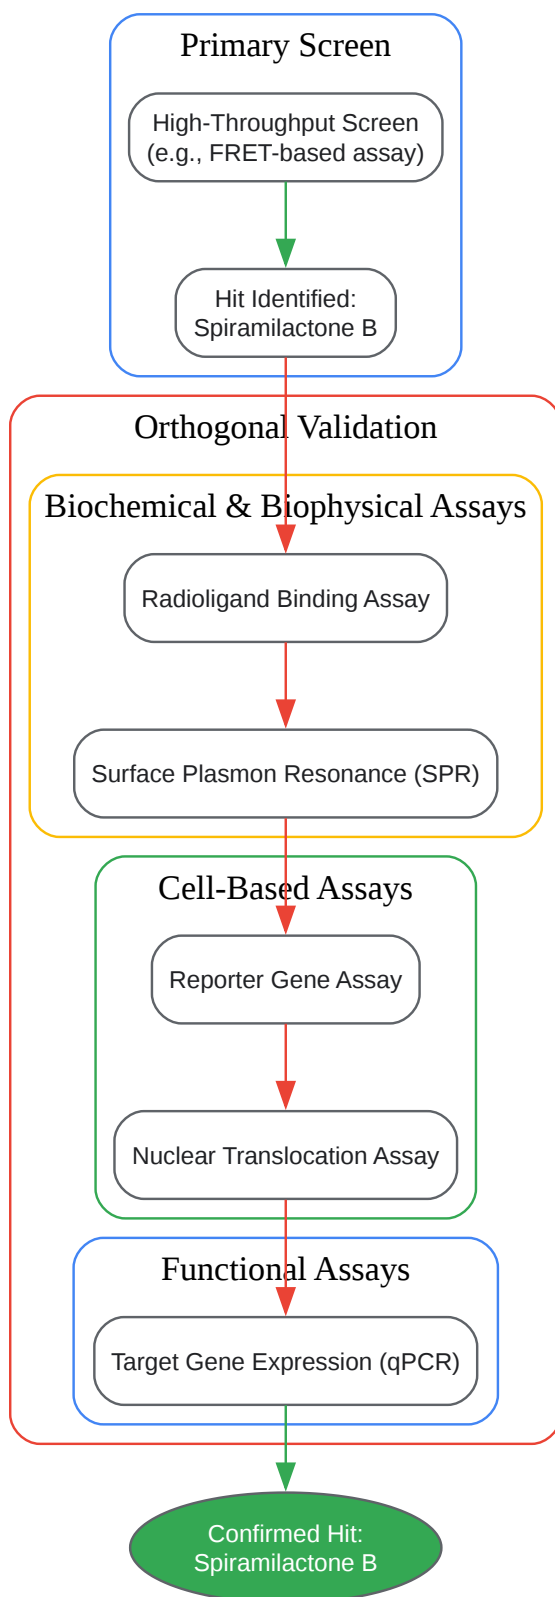 Primary Screen
High-Throughput Screen
(e.g., FRET-based assay)
Hit Identified:
Spiramilactone B
Orthogonal Validation
Biochemical & Biophysical Assays
Radioligand Binding Assay
Surface Plasmon Resonance (SPR)
Cell-Based Assays
Reporter Gene Assay
Nuclear Translocation Assay
Functional Assays
Target Gene Expression (qPCR)
Confirmed Hit:
Spiramilactone B